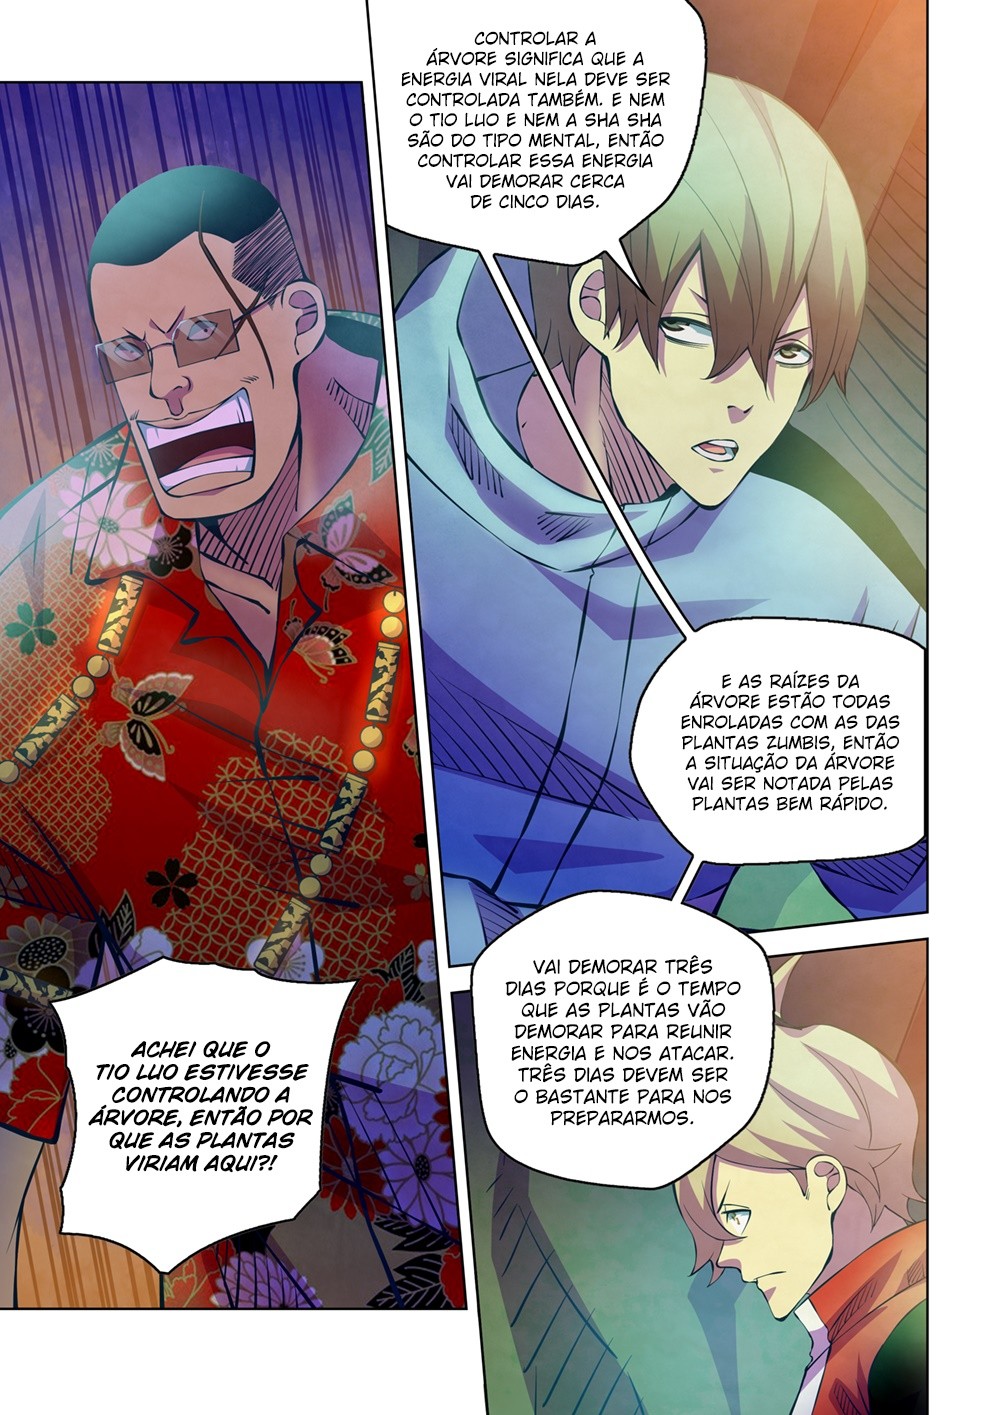 ACHEI QUE O
TIO LUO ESTIVESSE
CONTROLANDO A
ÁRVORE, ENTÃO POR
QUE AS PLANTAS
VIRIAM AQUI?!
CONTROLAR A
ÁRVORE SIGNIFICA QUE A
ENERGIA VIRAL NELA DEVE SER
CONTROLADA TAMBÉM. E NEM
O TIO LUO E NEM A SHA SHA
SÃO DO TIPO MENTAL, ENTÃO
CONTROLAR ESSA ENERGIA
VAI DEMORAR CERCA
DE CINCO DIAS.
E AS RAÍZES DA
ÁRVORE ESTÃO TODAS
ENROLADAS COM AS DAS
PLANTAS ZUMBIS, ENTÃO
A SITUAÇÃO DA ÁRVORE
VAI SER NOTADA PELAS
PLANTAS BEM RÁPIDO.
VAI DEMORAR TRÊS
DIAS PORQUE É O TEMPO
QUE AS PLANTAS VÃO
DEMORAR PARA REUNIR
ENERGIA E NOS ATACAR.
TRÊS DIAS DEVEM SER
O BASTANTE PARA NOS
PREPARARMOS.